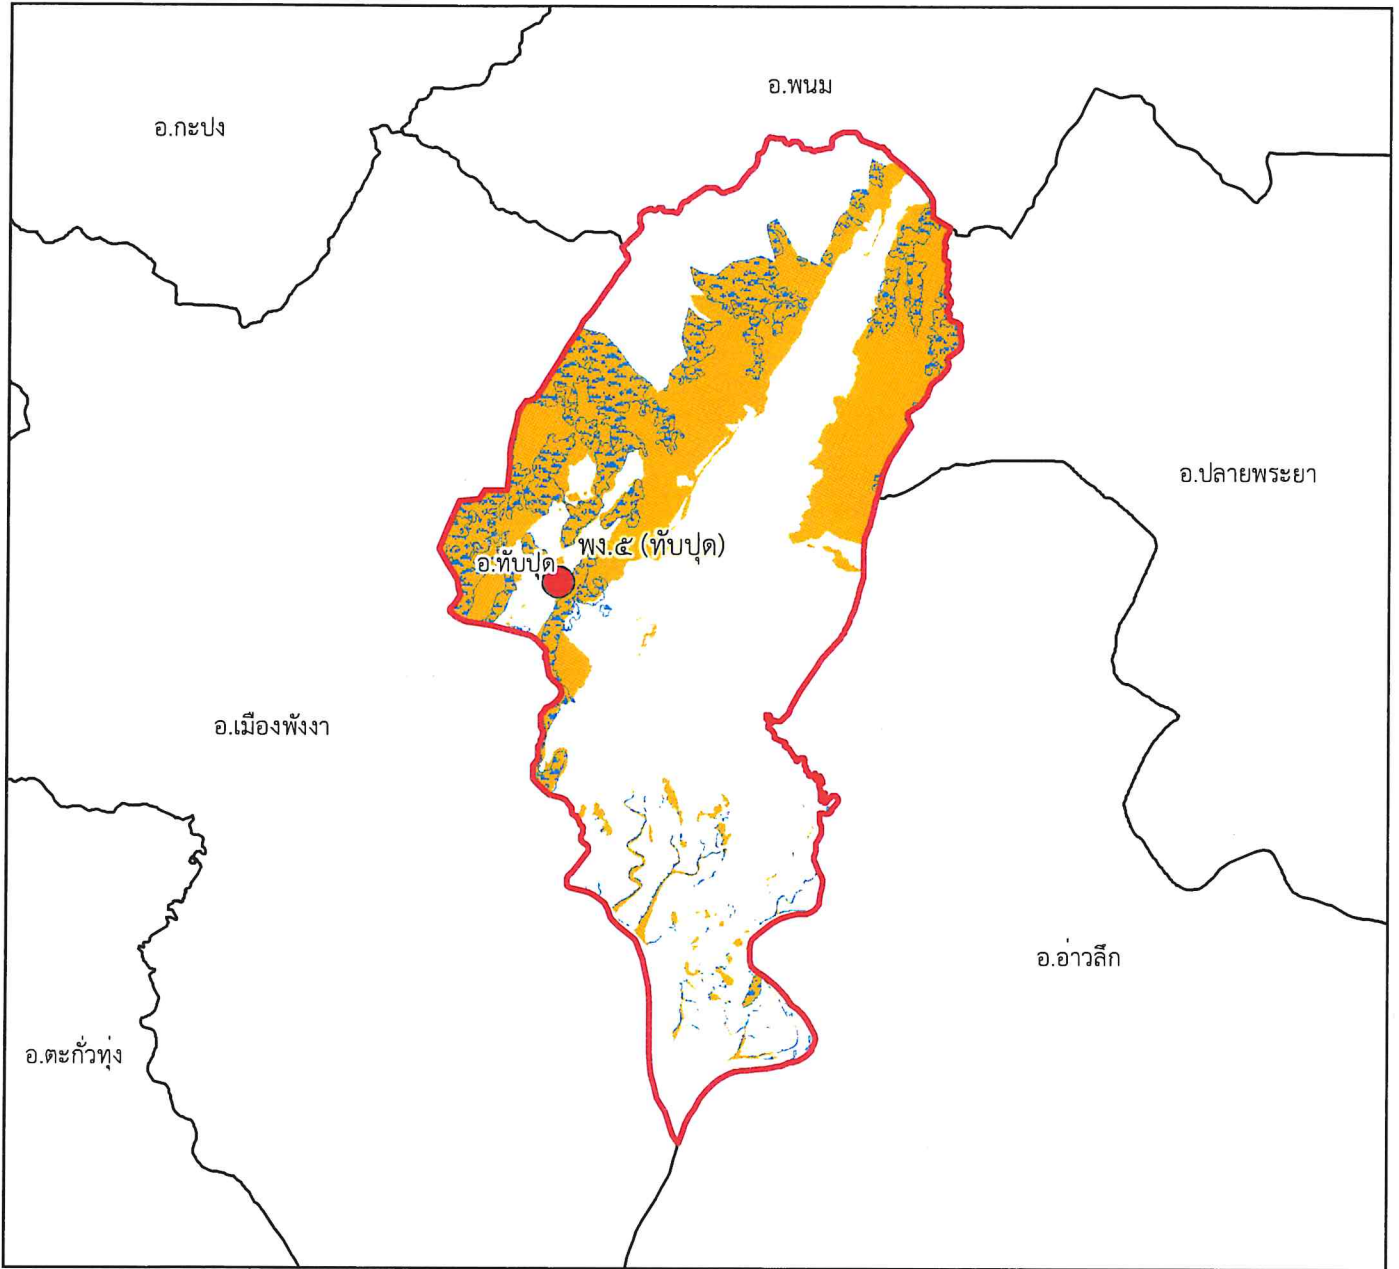 อ.พนม
อ.กะปง
อ.ปลายพระยา
พง.๕ (ทับปุด)
อ.ทับปุด
อ.เมืองพังงา
อ.อ่าวลึก
อ.ตะกั่วทุ่ง